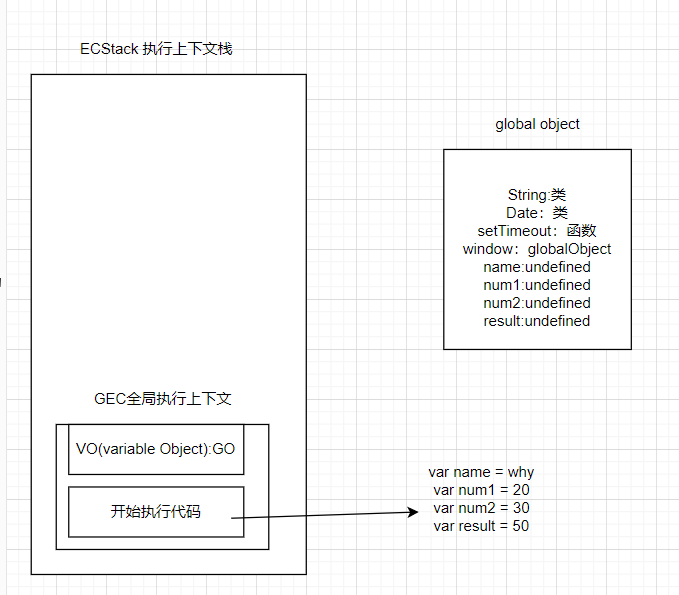 ECStack 执行上下文栈
global object
String:类
Date：类
setTimeout：函数
window：globalObject
name:undefined
num1:undefined
num2:undefined
result:undefined
GEC全局执行上下文
VO(variable Object):GO
开始执行代码
var name = why
var num1 = 20
var num2 = 30
var result = 50